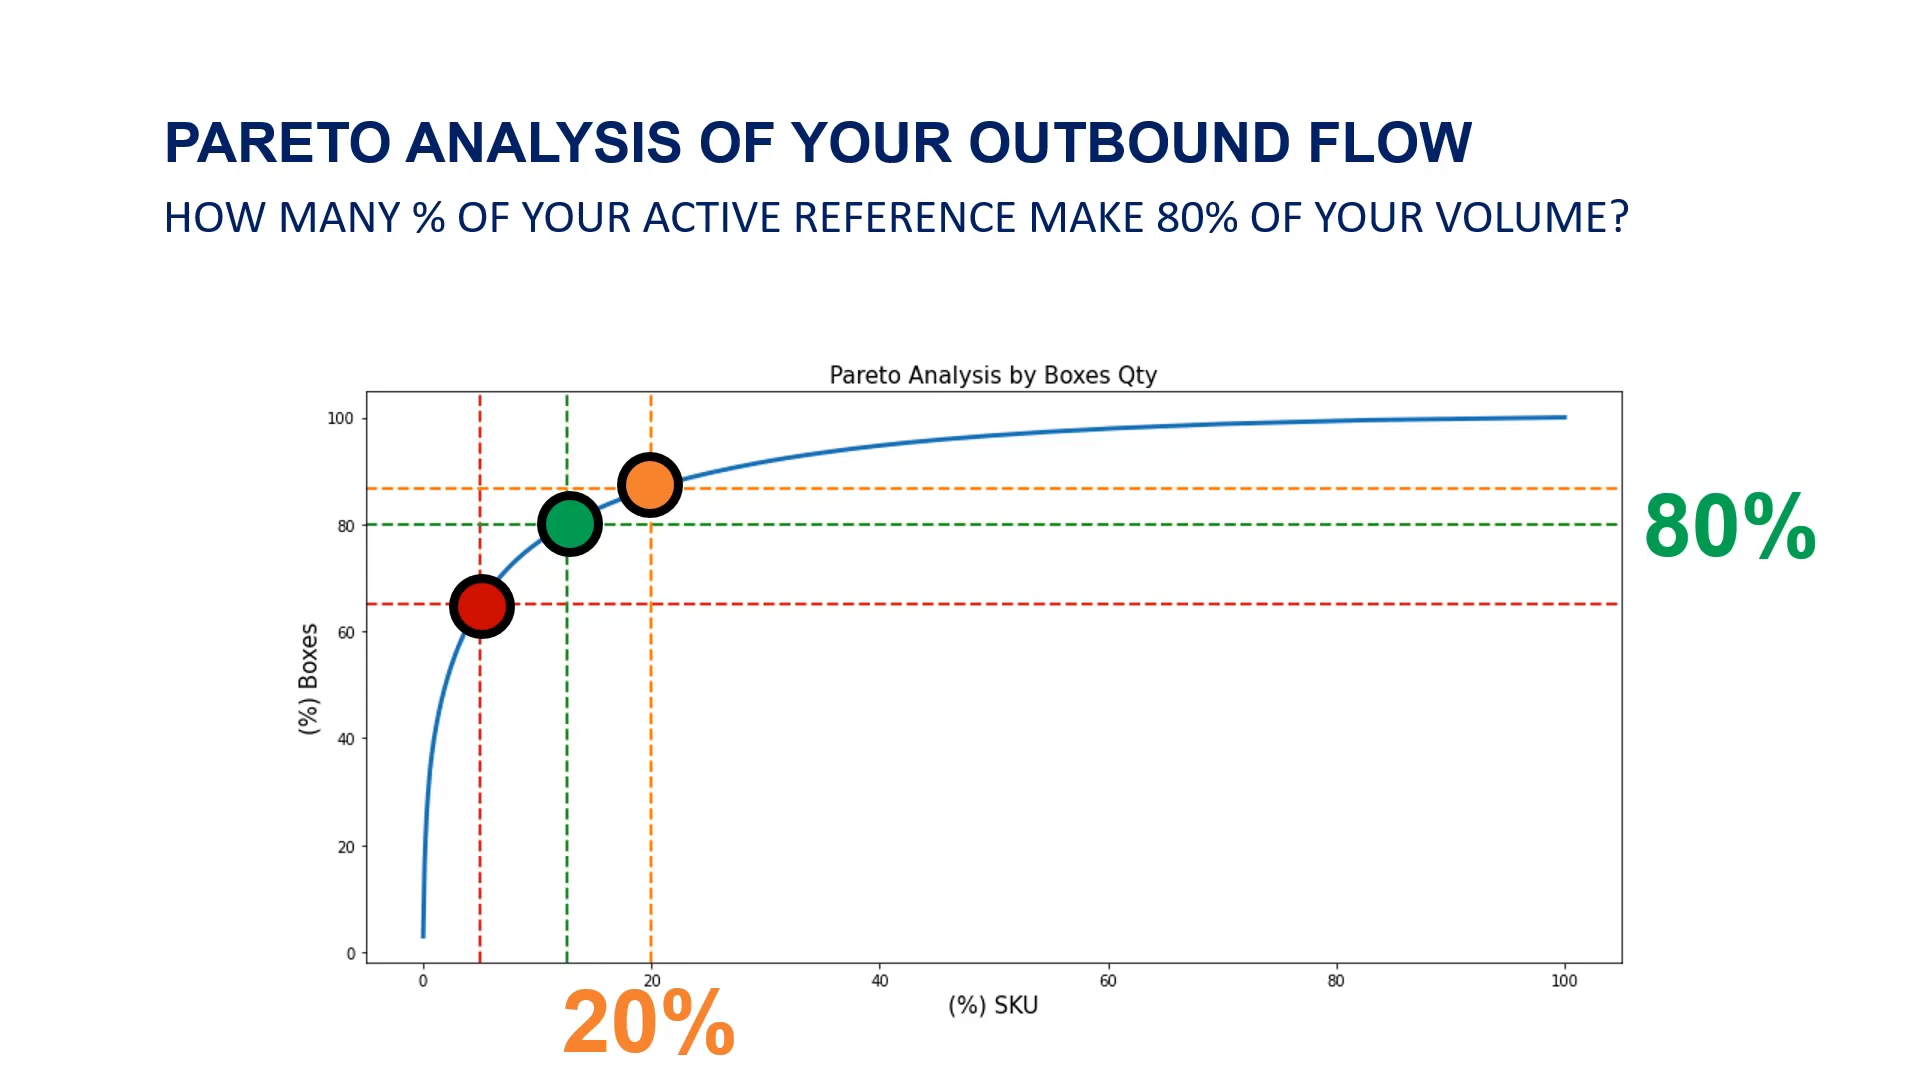 PARETO ANALYSIS OF YOUR OUTBOUND FLOW
HOW MANY % OF YOUR ACTIVE REFERENCE MAKE 80% OF YOUR VOLUME?
Pareto Analysis by Boxes Qty
100
80
60
40
20
0
(%) Boxes
80%
0 20 40 60 80 100
(%) SKU
20%